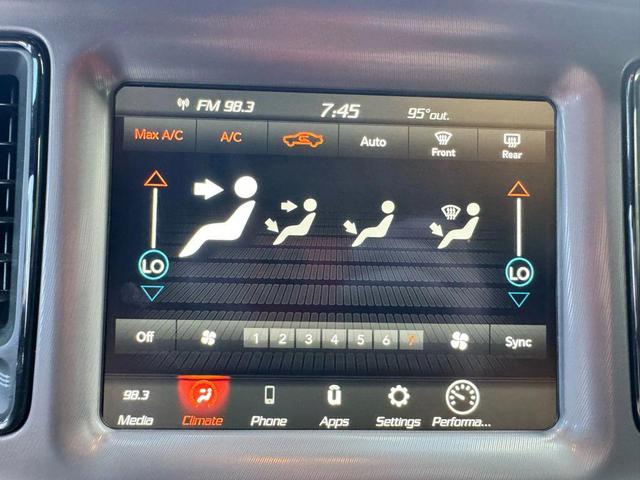 FM 98.3 7:45 95°out.
Max A/C A/C Auto Front Rear
LO LO
Off 1 2 3 4 5 6 7 Sync
98.3
Media Climate Phone Apps Settings Performa...